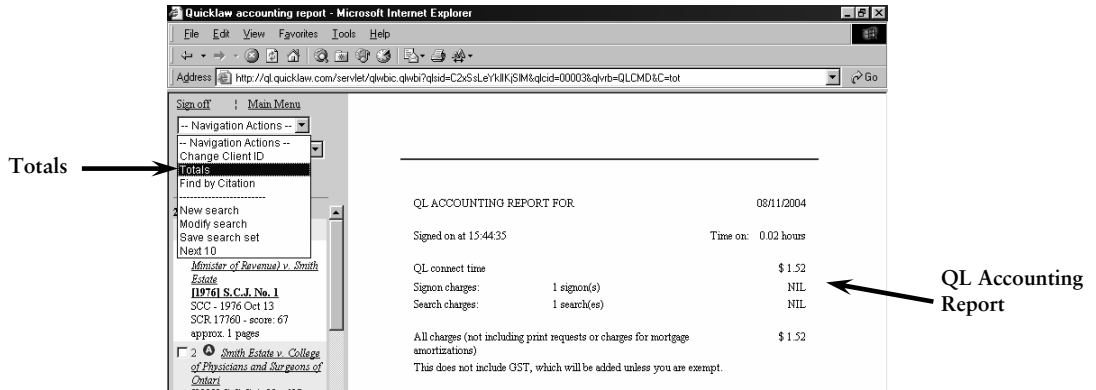 Quicklaw accounting report - Microsoft Internet Explorer
File Edit View Favorites Tools Help
Address http://ql.quicklaw.com/servlet/qlwbic.qlwbi?qlsid=C2xSsLeYkIlKjSlM&qlcid=00003&qlvrb=QLCMD&C=tot Go
Sign off ¦ Main Menu
-- Navigation Actions --
-- Navigation Actions --
Change Client ID
Totals
Totals
Find by Citation
-------------------------
New search
Modify search
Save search set
Next 10
Minister of Revenue) v. Smith
Estate
[1976] S.C.J. No. 1
SCC - 1976 Oct 13
SCR 17760 - score: 67
approx. 1 pages
2 A Smith Estate v. College
of Physicians and Surgeons of
Ontari
QL ACCOUNTING REPORT FOR 08/11/2004
Signed on at 15:44:35 Time on: 0.02 hours
QL connect time $ 1.52
Signon charges: 1 signon(s) NIL
Search charges: 1 search(es) NIL
All charges (not including print requests or charges for mortgage $ 1.52
amortizations)
This does not include GST, which will be added unless you are exempt.
QL Accounting
Report